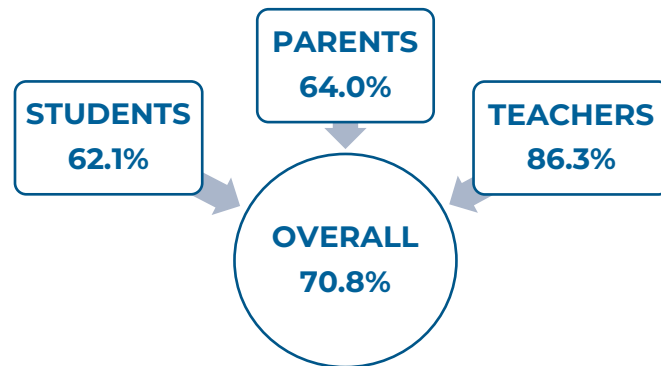 PARENTS
64.0%
STUDENTS
62.1%
TEACHERS
86.3%
OVERALL
70.8%